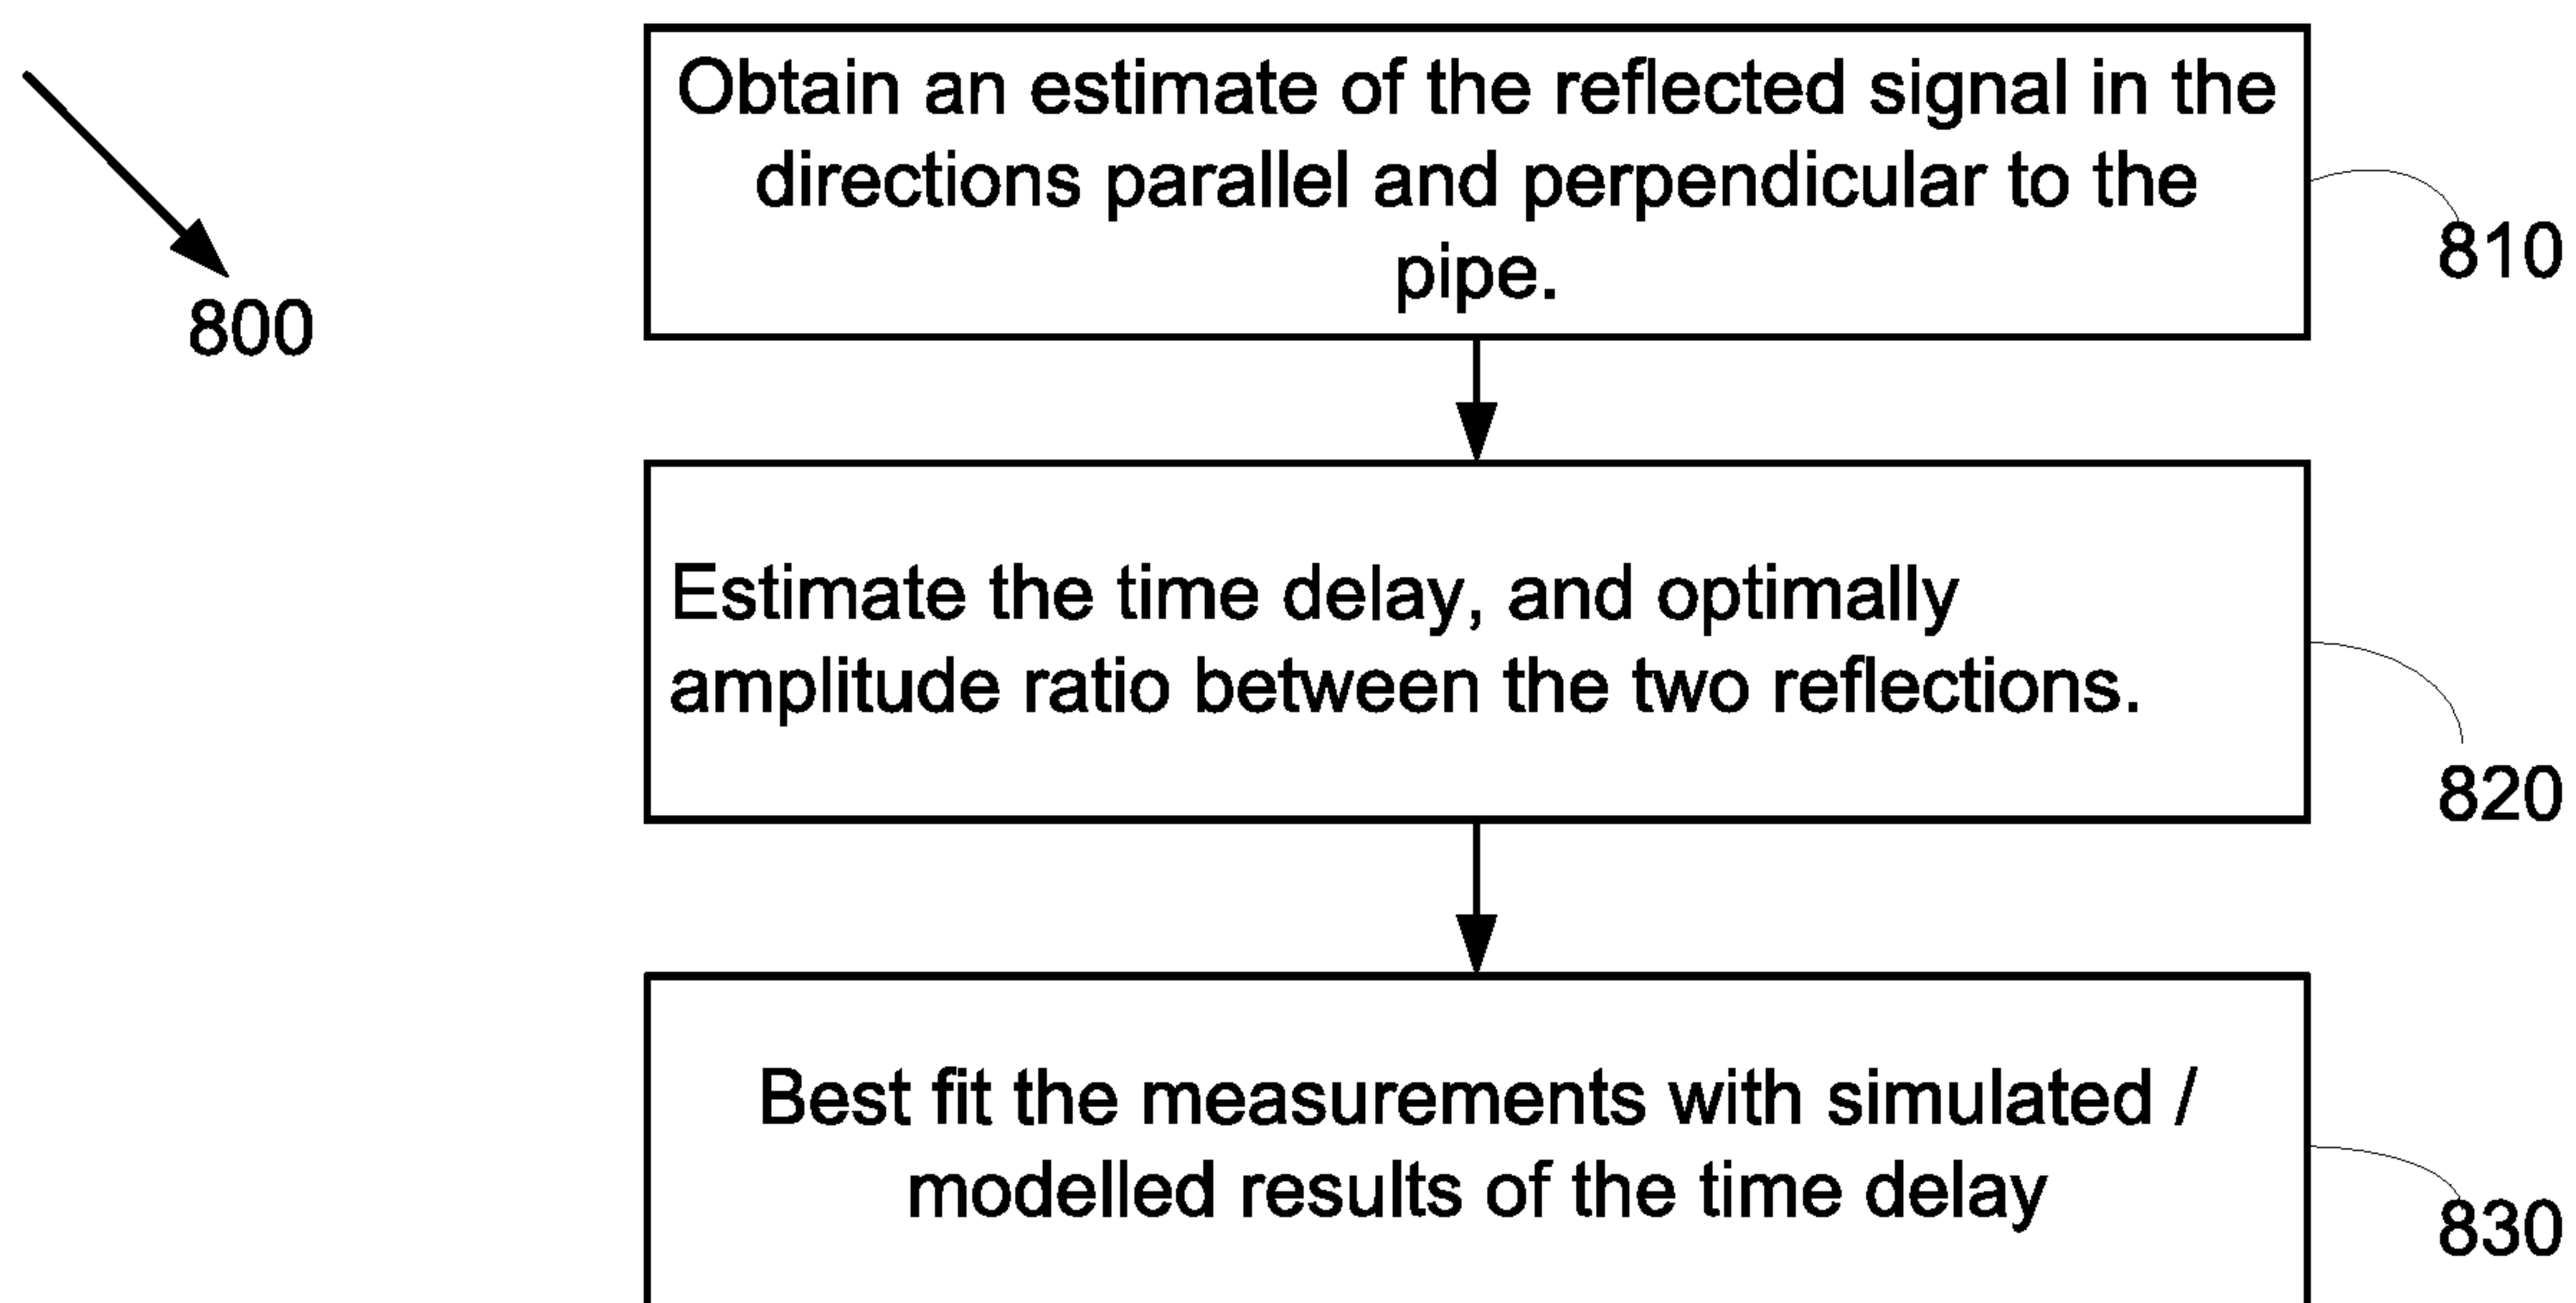 Obtain an estimate of the reflected signal in the
directions parallel and perpendicular to the
pipe.
810
800
Estimate the time delay, and optimally
amplitude ratio between the two reflections.
820
Best fit the measurements with simulated /
modelled results of the time delay
830